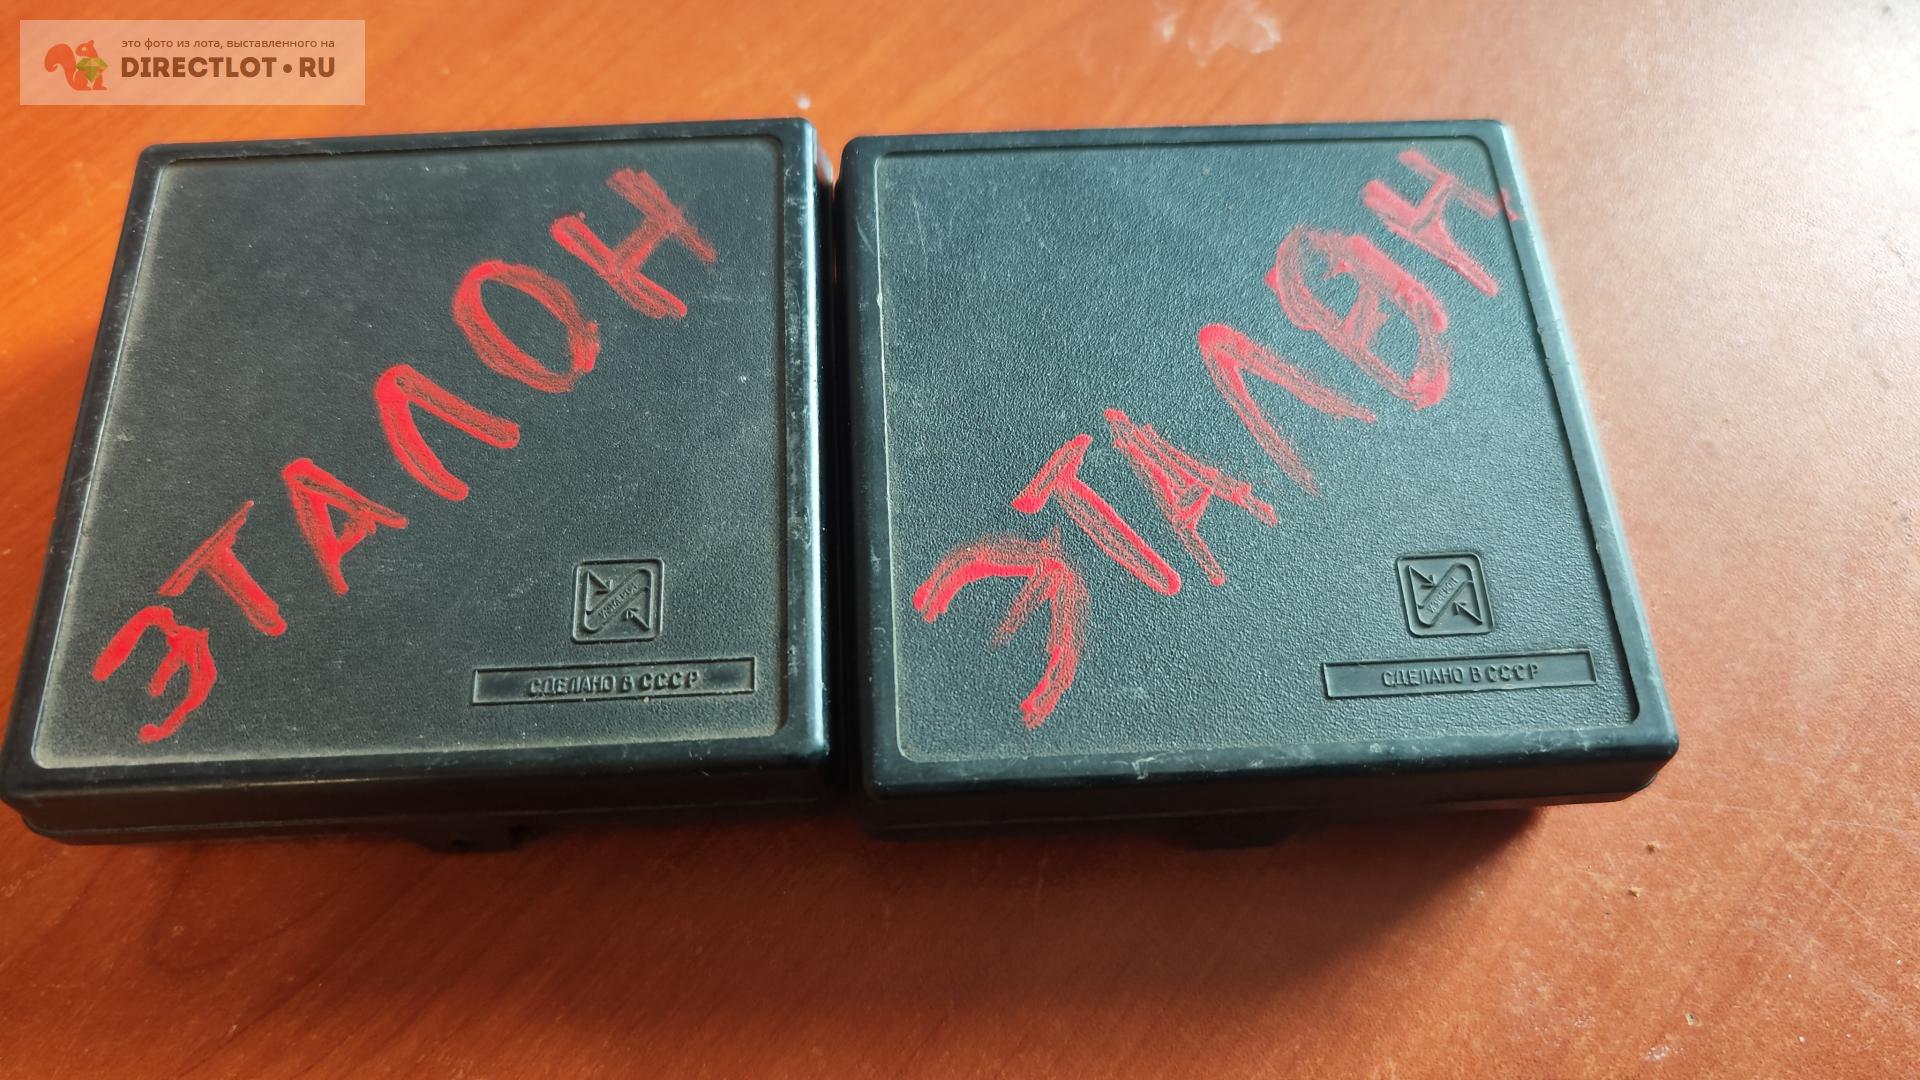 это фото из лота, выставленного на
DIRECTLOT•RU
ЭТАЛОН
СДЕЛАНО В СССР
ЭТАЛОН
СДЕЛАНО В СССР